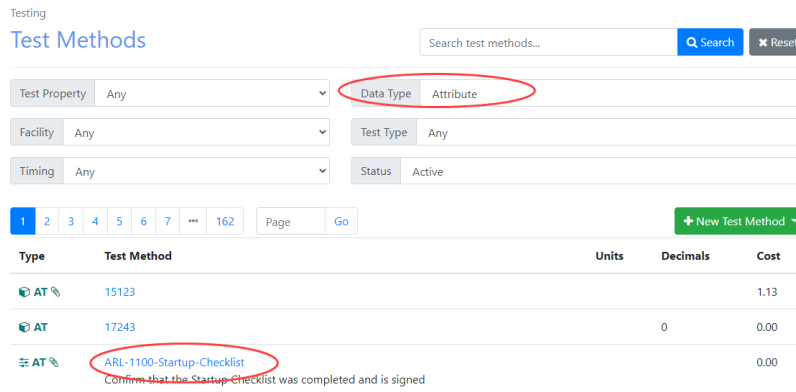 Testing
Test Methods
Search test methods...
Search
Reset
Test Property Any
Data Type Attribute
Facility Any
Test Type Any
Timing Any
Status Active
1 2 3 4 5 6 7 ••• 162 Page Go
New Test Method
Type Test Method Units Decimals Cost
AT 15123 1.13
AT 17243 0 0.00
AT ARL-1100-Startup-Checklist 0.00
Confirm that the Startup Checklist was completed and is signed